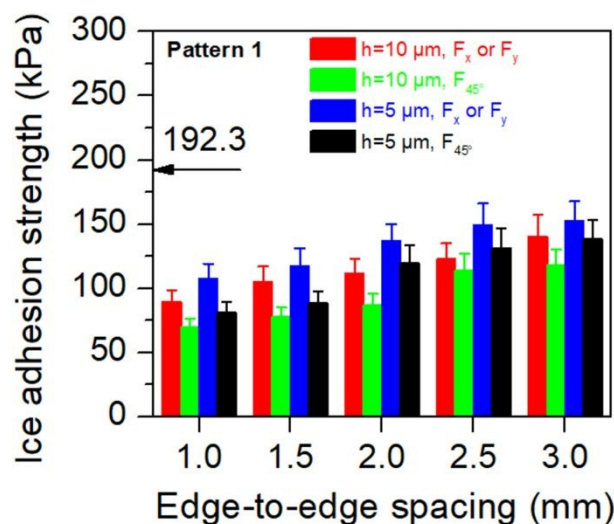 Ice adhesion strength (kPa)
300
250
200
150
100
50
0
Pattern 1
h=10 µm, Fx or Fy
h=10 µm, F45°
h=5 µm, Fx or Fy
h=5 µm, F45°
192.3
1.0 1.5 2.0 2.5 3.0
Edge-to-edge spacing (mm)